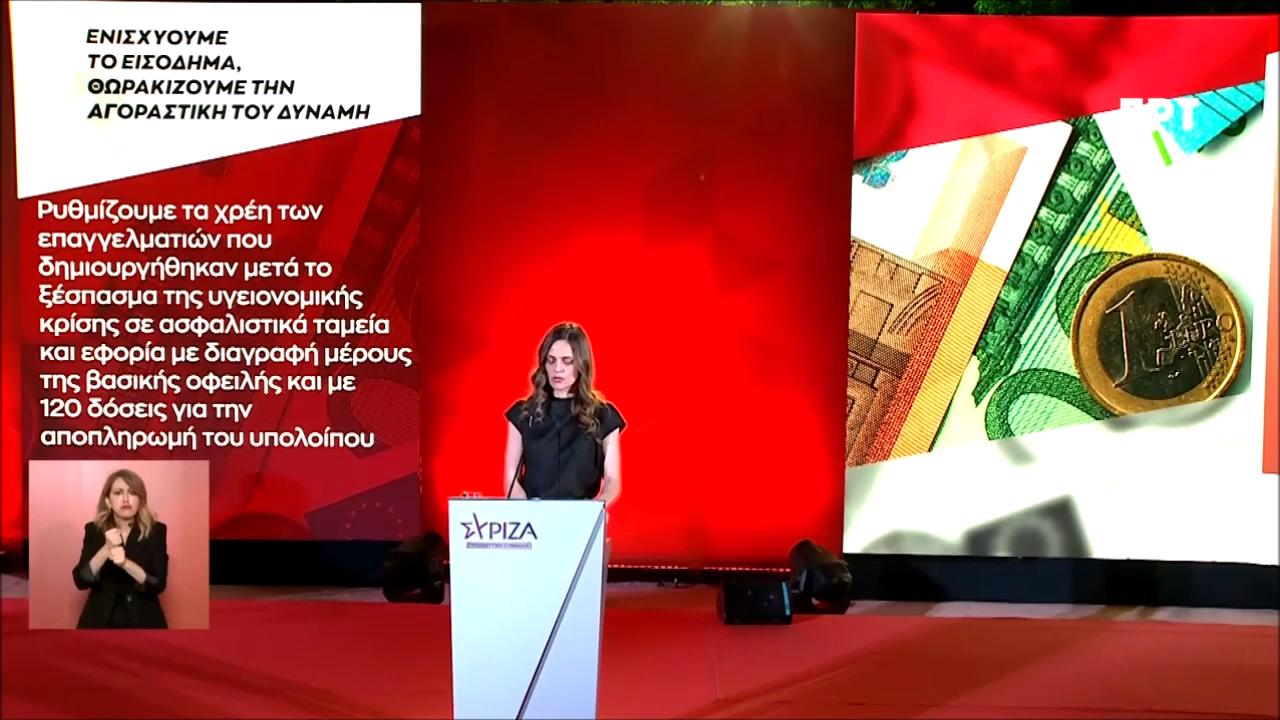 ΕΝΙΣΧΥΟΥΜΕ
ΤΟ ΕΙΣΟΔΗΜΑ,
ΘΩΡΑΚΙΖΟΥΜΕ ΤΗΝ
ΑΓΟΡΑΣΤΙΚΗ ΤΟΥ ΔΥΝΑΜΗ
Ρυθμίζουμε τα χρέη των
επαγγελματιών που
δημιουργήθηκαν μετά το
ξέσπασμα της υγειονομικής
κρίσης σε ασφαλιστικά ταμεία
και εφορία με διαγραφή μέρους
της βασικής οφειλής και με
120 δόσεις για την
αποπληρωμή του υπολοίπου
ΣΥΡΙΖΑ
ΕΡΤ
1
EURO